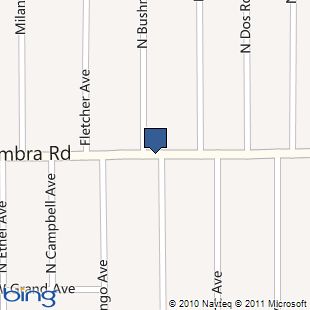 Milan
N Bushn
N Dos Ro
N
Fletcher Ave
mbra Rd
N Ethel Ave
N Campbell Ave
ngo Ave
Ave
W Grand Ave
bing
© 2010 Navteq © 2011 Microsoft